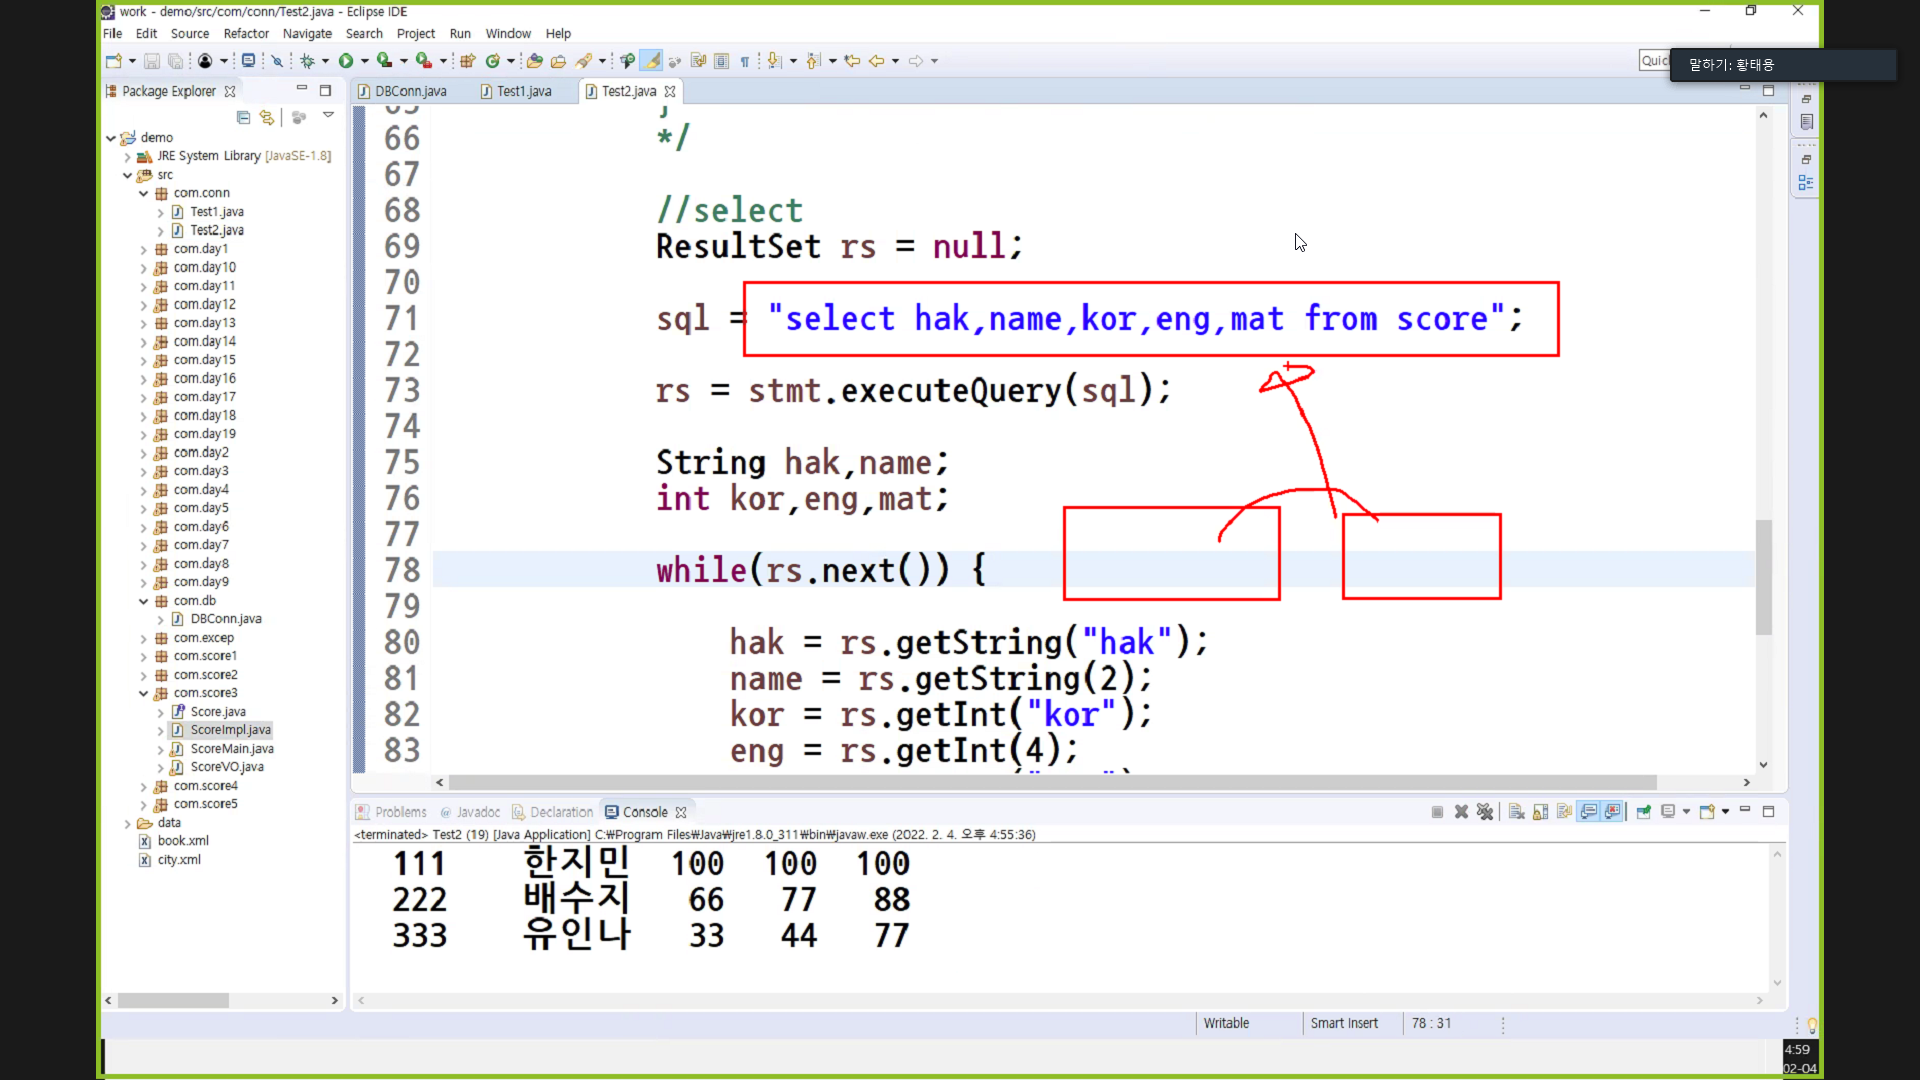 work - demo/src/com/conn/Test2.java - Eclipse IDE
File Edit Source Refactor Navigate Search Project Run Window Help
말하기: 황태용
Package Explorer
DBConn.java Test1.java Test2.java
demo
JRE System Library [JavaSE-1.8]
src
com.conn
Test1.java
Test2.java
com.day1
com.day10
com.day11
com.day12
com.day13
com.day14
com.day15
com.day16
com.day17
com.day18
com.day19
com.day2
com.day3
com.day4
com.day5
com.day6
com.day7
com.day8
com.day9
com.db
DBConn.java
com.excep
com.score1
com.score2
com.score3
Score.java
ScoreImpl.java
ScoreMain.java
ScoreVO.java
com.score4
com.score5
data
book.xml
city.xml
66 */
67
68 //select
69 ResultSet rs = null;
70
71 sql = "select hak,name,kor,eng,mat from score";
72
73 rs = stmt.executeQuery(sql);
74
75 String hak,name;
76 int kor,eng,mat;
77
78 while(rs.next()) {
79
80 hak = rs.getString("hak");
81 name = rs.getString(2);
82 kor = rs.getInt("kor");
83 eng = rs.getInt(4);
Problems Javadoc Declaration Console
<terminated> Test2 (19) [Java Application] C:₩Program Files₩Java₩jre1.8.0_311₩bin₩javaw.exe (2022. 2. 4. 오후 4:55:36)
111 한지민 100 100 100
222 배수지 66 77 88
333 유인나 33 44 77
Writable Smart Insert 78 : 31
4:59
02-04